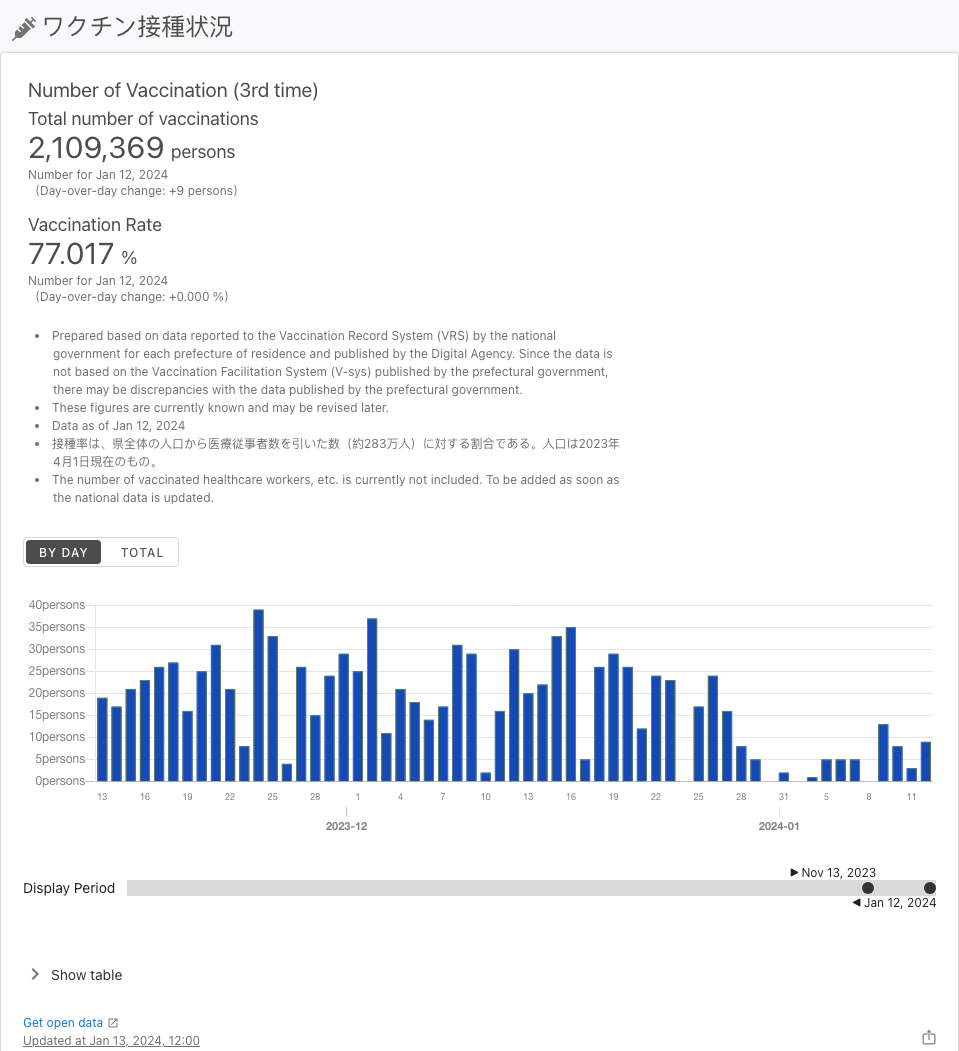 ワクチン接種状況
Number of Vaccination (3rd time)
Total number of vaccinations
2,109,369 persons
Number for Jan 12, 2024
(Day-over-day change: +9 persons)
Vaccination Rate
77.017 %
Number for Jan 12, 2024
(Day-over-day change: +0.000 %)
• Prepared based on data reported to the Vaccination Record System (VRS) by the national
government for each prefecture of residence and published by the Digital Agency. Since the data is
not based on the Vaccination Facilitation System (V-sys) published by the prefectural government,
there may be discrepancies with the data published by the prefectural government.
• These figures are currently known and may be revised later.
• Data as of Jan 12, 2024
• 接種率は、県全体の人口から医療従事者数を引いた数（約283万人）に対する割合である。人口は2023年
4月1日現在のもの。
• The number of vaccinated healthcare workers, etc. is currently not included. To be added as soon as
the national data is updated.
BY DAY TOTAL
40persons
35persons
30persons
25persons
20persons
15persons
10persons
5persons
0persons
13 16 19 22 25 28 1 4 7 10 13 16 19 22 25 28 31 5 8 11
2023-12 2024-01
Nov 13, 2023
Display Period
Jan 12, 2024
Show table
Get open data
Updated at Jan 13, 2024, 12:00